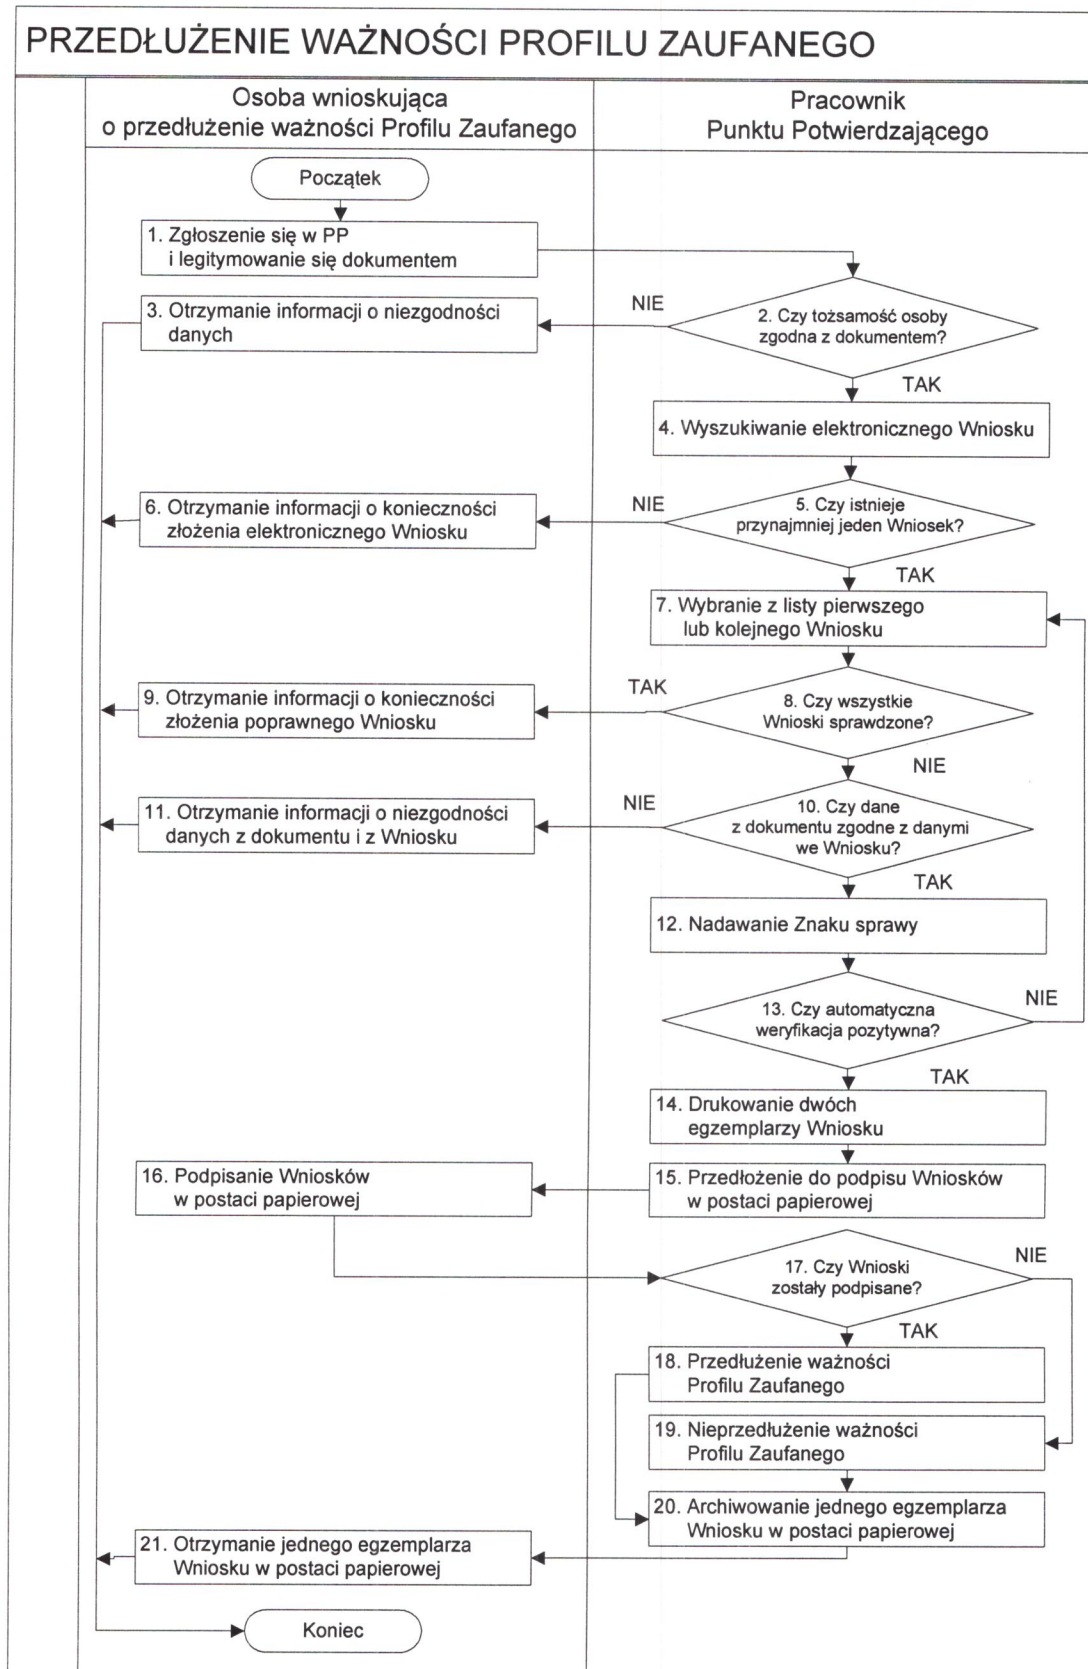 PRZEDŁUŻENIE WAŻNOŚCI PROFILU ZAUFANEGO
Osoba wnioskująca
o przedłużenie ważności Profilu Zaufanego
Pracownik
Punktu Potwierdzającego
Początek
1. Zgłoszenie się w PP
i legitymowanie się dokumentem
2. Czy tożsamość osoby
zgodna z dokumentem?
NIE
TAK
3. Otrzymanie informacji o niezgodności
danych
4. Wyszukiwanie elektronicznego Wniosku
5. Czy istnieje
przynajmniej jeden Wniosek?
NIE
TAK
6. Otrzymanie informacji o konieczności
złożenia elektronicznego Wniosku
7. Wybranie z listy pierwszego
lub kolejnego Wniosku
8. Czy wszystkie
Wnioski sprawdzone?
TAK
NIE
9. Otrzymanie informacji o konieczności
złożenia poprawnego Wniosku
10. Czy dane
z dokumentu zgodne z danymi
we Wniosku?
NIE
TAK
11. Otrzymanie informacji o niezgodności
danych z dokumentu i z Wniosku
12. Nadawanie Znaku sprawy
13. Czy automatyczna
weryfikacja pozytywna?
NIE
TAK
14. Drukowanie dwóch
egzemplarzy Wniosku
15. Przedłożenie do podpisu Wniosków
w postaci papierowej
16. Podpisanie Wniosków
w postaci papierowej
17. Czy Wnioski
zostały podpisane?
NIE
TAK
18. Przedłużenie ważności
Profilu Zaufanego
19. Nieprzedłużenie ważności
Profilu Zaufanego
20. Archiwowanie jednego egzemplarza
Wniosku w postaci papierowej
21. Otrzymanie jednego egzemplarza
Wniosku w postaci papierowej
Koniec